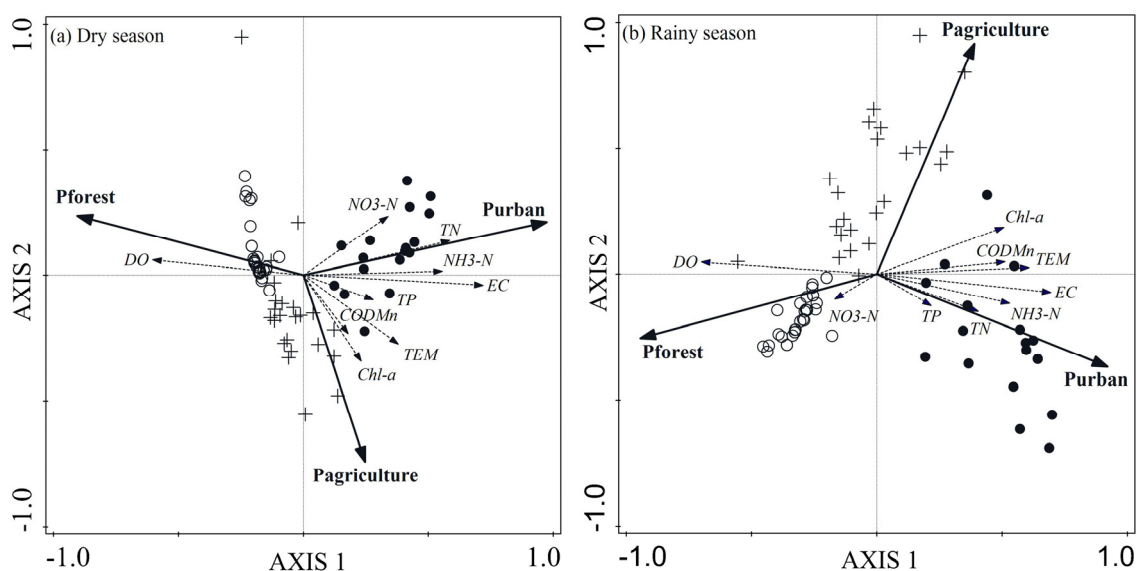 1.0
(a) Dry season
Pforest
NO3-N
Purban
TN
DO
NH3-N
EC
TP
CODMn
TEM
Chl-a
Pagriculture
AXIS 2
-1.0
-1.0
AXIS 1
1.0
1.0
(b) Rainy season
Pagriculture
Chl-a
CODMn
TEM
DO
EC
NO3-N
TP
TN
NH3-N
Pforest
Purban
AXIS 2
-1.0
-1.0
AXIS 1
1.0